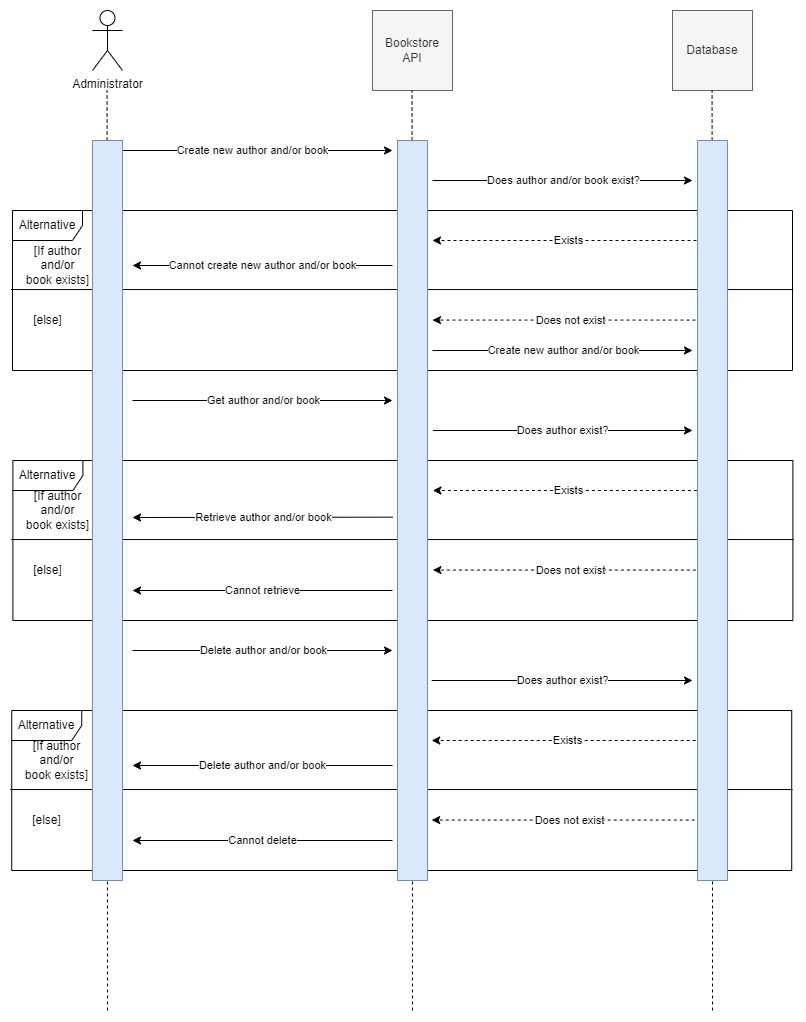 Administrator
Bookstore
API
Database
Create new author and/or book
Does author and/or book exist?
Alternative
[If author
and/or
book exists]
Exists
Cannot create new author and/or book
[else]
Does not exist
Create new author and/or book
Get author and/or book
Does author exist?
Alternative
[If author
and/or
book exists]
Exists
Retrieve author and/or book
[else]
Does not exist
Cannot retrieve
Delete author and/or book
Does author exist?
Alternative
[If author
and/or
book exists]
Exists
Delete author and/or book
[else]
Does not exist
Cannot delete